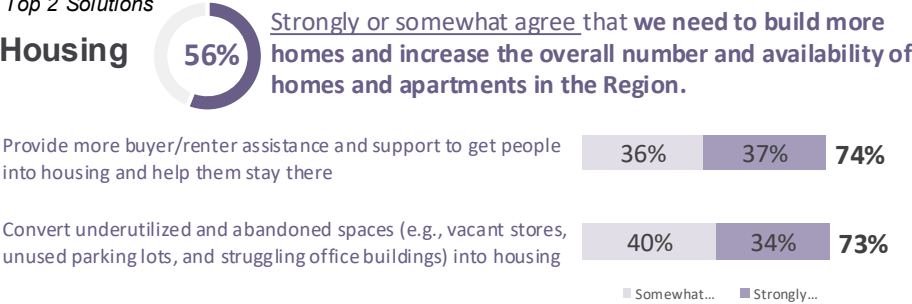 Top 2 Solutions
Housing
56%
Strongly or somewhat agree that we need to build more
homes and increase the overall number and availability of
homes and apartments in the Region.
Provide more buyer/renter assistance and support to get people
into housing and help them stay there
36% 37% 74%
Convert underutilized and abandoned spaces (e.g., vacant stores,
unused parking lots, and struggling office buildings) into housing
40% 34% 73%
Somewhat... Strongly...